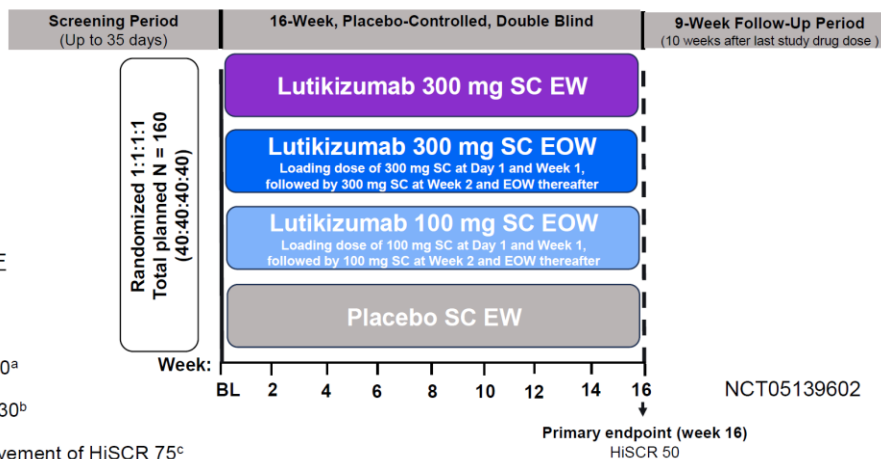 Screening Period
(Up to 35 days)
16-Week, Placebo-Controlled, Double Blind
9-Week Follow-Up Period
(10 weeks after last study drug dose )
Randomized 1:1:1:1
Total planned N = 160
(40:40:40:40)
Lutikizumab 300 mg SC EW
Lutikizumab 300 mg SC EOW
Loading dose of 300 mg SC at Day 1 and Week 1,
followed by 300 mg SC at Week 2 and EOW thereafter
Lutikizumab 100 mg SC EOW
Loading dose of 100 mg SC at Day 1 and Week 1,
followed by 100 mg SC at Week 2 and EOW thereafter
Placebo SC EW
E
0ᵃ
30ᵇ
vement of HiSCR 75ᶜ
Week:
BL 2 4 6 8 10 12 14 16
NCT05139602
Primary endpoint (week 16)
HiSCR 50